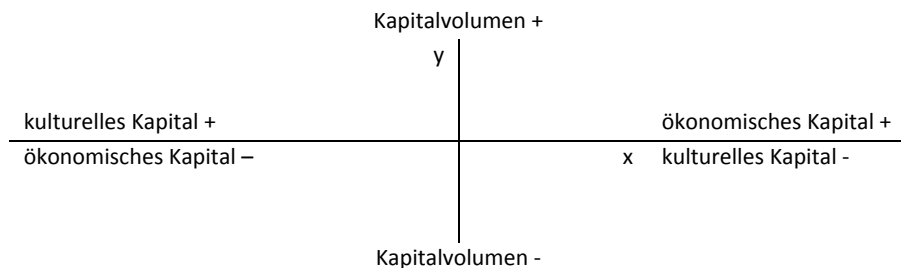 Kapitalvolumen +
y
kulturelles Kapital + ökonomisches Kapital +
ökonomisches Kapital – x kulturelles Kapital -
Kapitalvolumen -